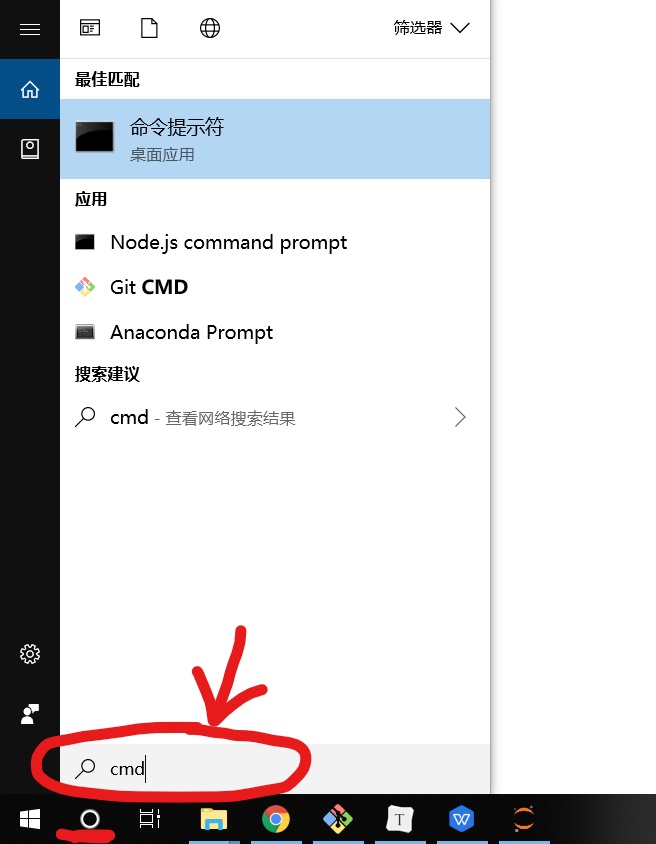 筛选器
最佳匹配
命令提示符
桌面应用
应用
Node.js command prompt
Git CMD
Anaconda Prompt
搜索建议
cmd - 查看网络搜索结果
cmd
T
W